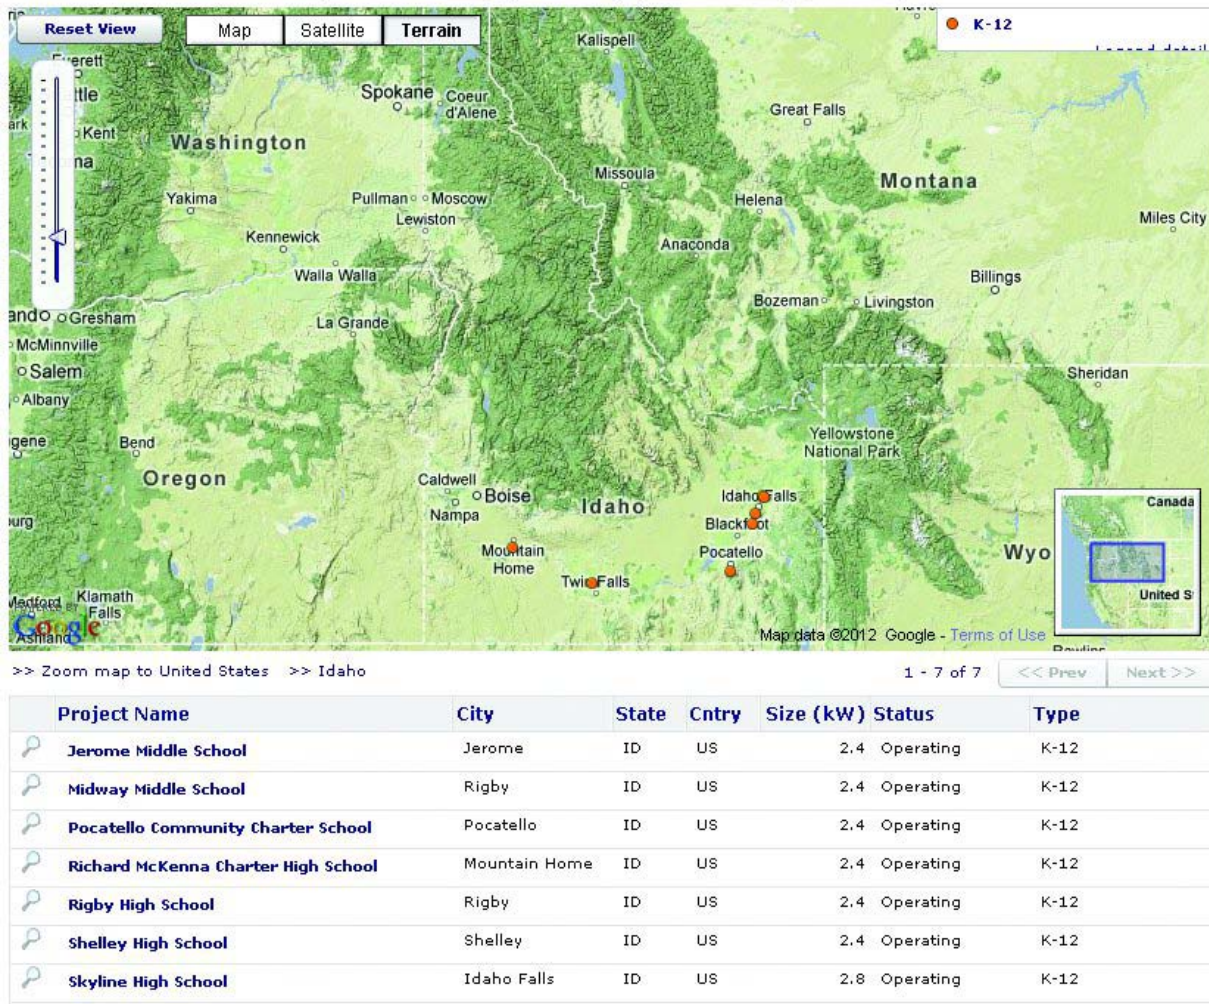 Reset View
Map
Satellite
Terrain
K-12
Kalispell
Spokane
Coeur
d'Alene
Great Falls
Kent
Washington
Missoula
Montana
Yakima
Pullman
Moscow
Helena
Lewiston
Miles City
Kennewick
Anaconda
Walla Walla
Billings
Bozeman
Livingston
Gresham
La Grande
McMinnville
Salem
Sheridan
Albany
Bend
Yellowstone
National Park
Oregon
Caldwell
Boise
Idaho
Idaho Falls
Canada
Nampa
Blackfoot
Mountain
Home
Pocatello
Wyo
Twin Falls
United S
Klamath
Falls
Medford
POWERED BY
Google
Ashland
Map data ©2012 Google - Terms of Use
Rawlins
>> Zoom map to United States >> Idaho
1 - 7 of 7
<< Prev
Next >>
Project Name City State Cntry Size (kW) Status Type
Jerome Middle School Jerome ID US 2.4 Operating K-12
Midway Middle School Rigby ID US 2.4 Operating K-12
Pocatello Community Charter School Pocatello ID US 2.4 Operating K-12
Richard McKenna Charter High School Mountain Home ID US 2.4 Operating K-12
Rigby High School Rigby ID US 2.4 Operating K-12
Shelley High School Shelley ID US 2.4 Operating K-12
Skyline High School Idaho Falls ID US 2.8 Operating K-12